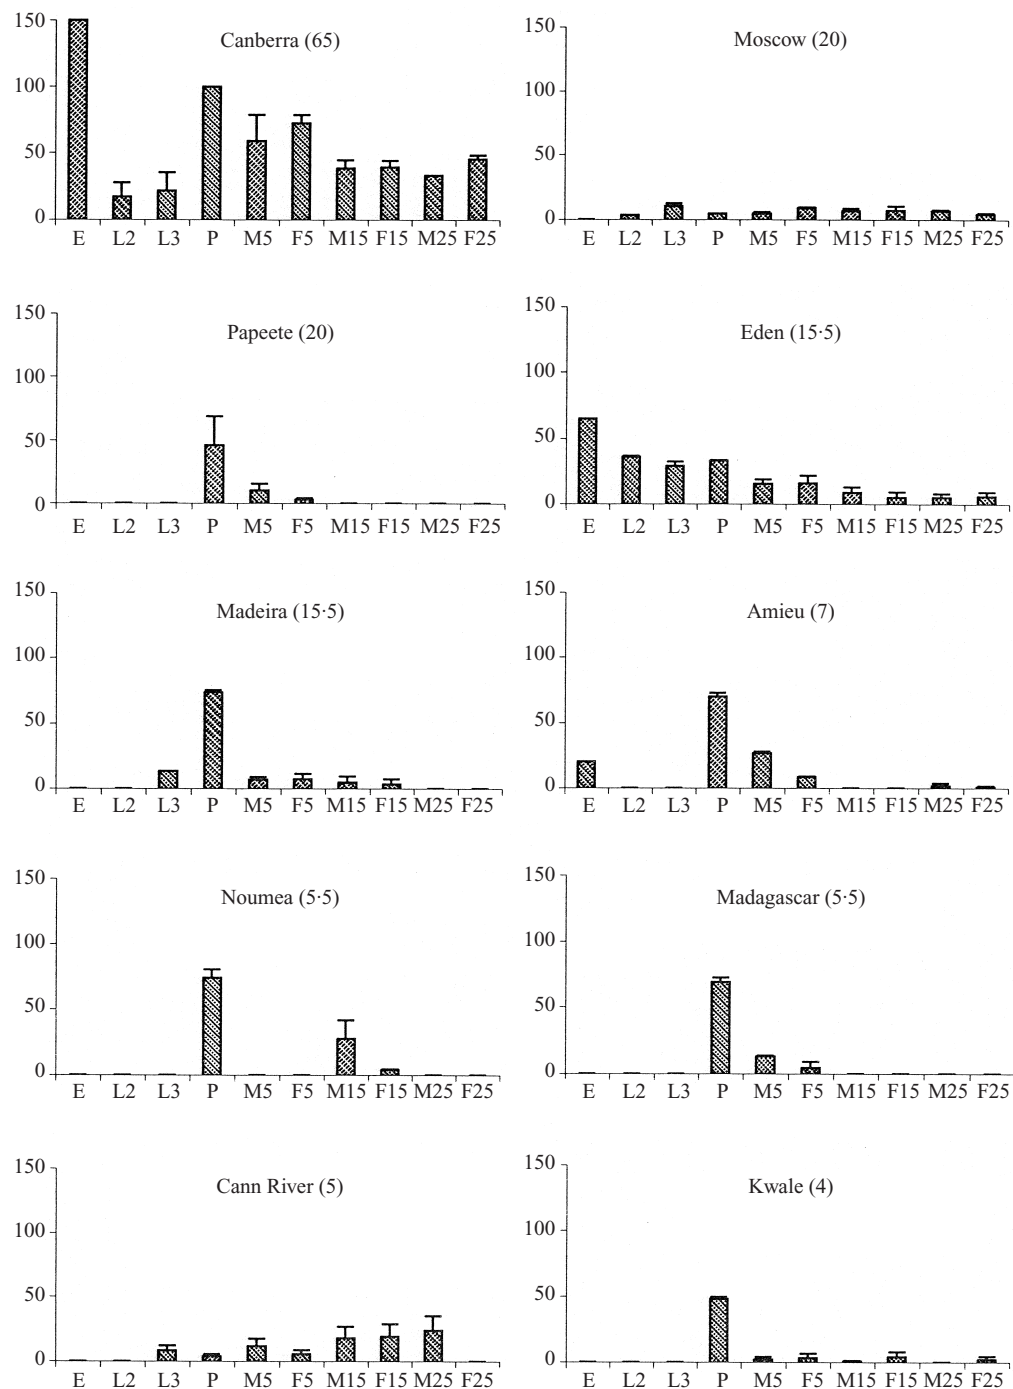 Canberra (65)
150
100
50
0
E L2 L3 P M5 F5 M15 F15 M25 F25
Moscow (20)
150
100
50
0
E L2 L3 P M5 F5 M15 F15 M25 F25
Papeete (20)
150
100
50
0
E L2 L3 P M5 F5 M15 F15 M25 F25
Eden (15·5)
150
100
50
0
E L2 L3 P M5 F5 M15 F15 M25 F25
Madeira (15·5)
150
100
50
0
E L2 L3 P M5 F5 M15 F15 M25 F25
Amieu (7)
150
100
50
0
E L2 L3 P M5 F5 M15 F15 M25 F25
Noumea (5·5)
150
100
50
0
E L2 L3 P M5 F5 M15 F15 M25 F25
Madagascar (5·5)
150
100
50
0
E L2 L3 P M5 F5 M15 F15 M25 F25
Cann River (5)
150
100
50
0
E L2 L3 P M5 F5 M15 F15 M25 F25
Kwale (4)
150
100
50
0
E L2 L3 P M5 F5 M15 F15 M25 F25